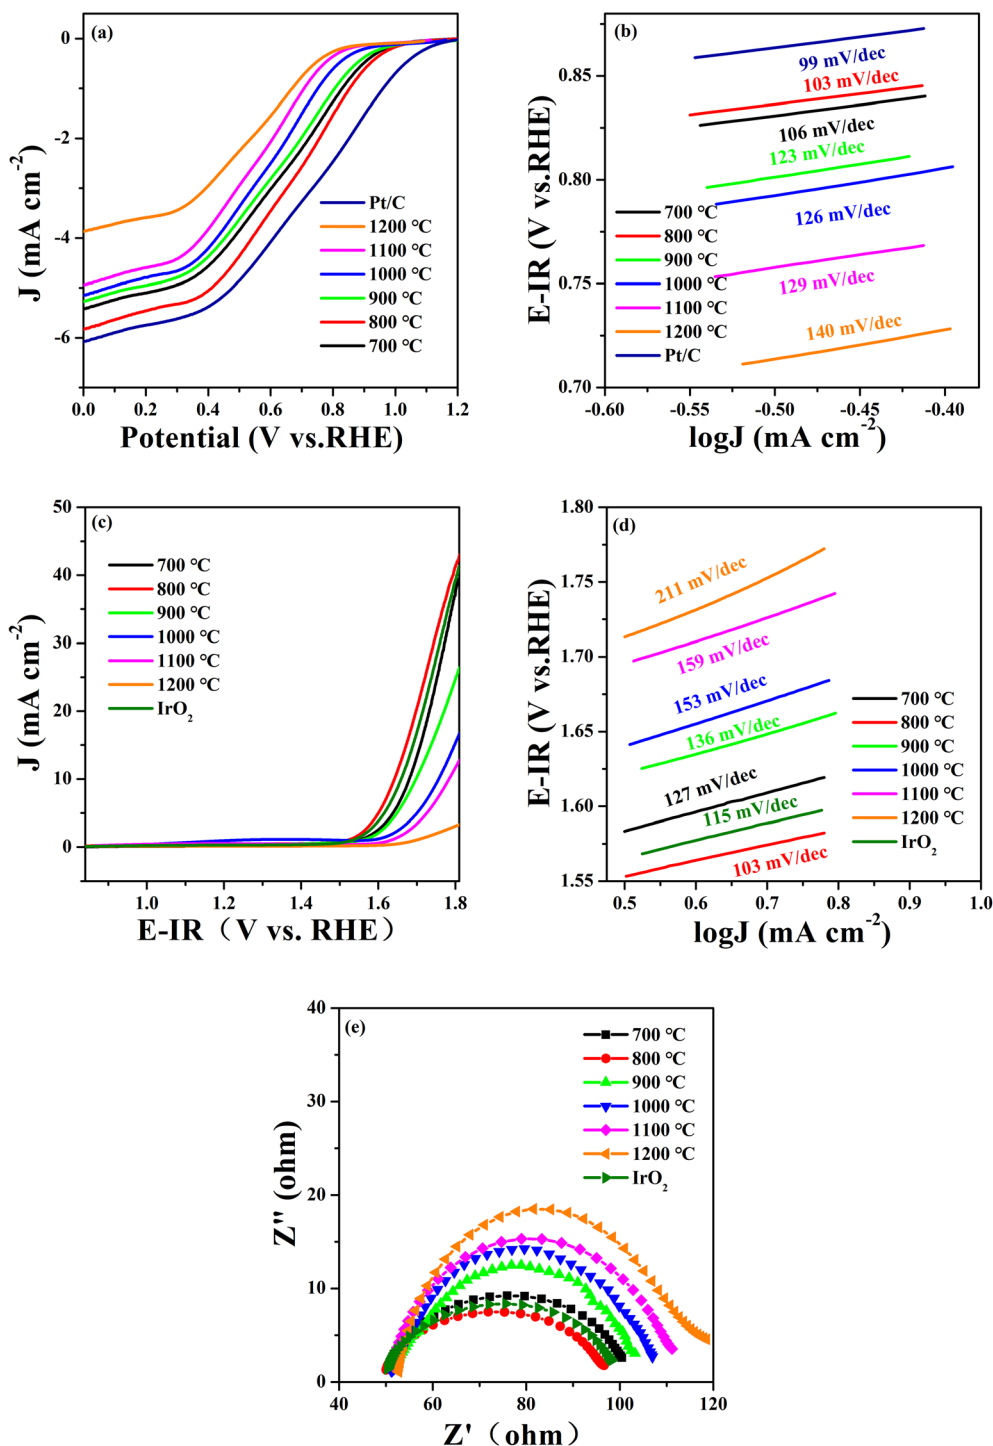 (a)
0
-2
-4
-6
J (mA cm-2)
Pt/C
1200 ℃
1100 ℃
1000 ℃
900 ℃
800 ℃
700 ℃
0.0 0.2 0.4 0.6 0.8 1.0 1.2
Potential (V vs.RHE)
(b)
0.85
0.80
0.75
0.70
E-IR (V vs.RHE)
99 mV/dec
103 mV/dec
106 mV/dec
123 mV/dec
126 mV/dec
129 mV/dec
140 mV/dec
700 ℃
800 ℃
900 ℃
1000 ℃
1100 ℃
1200 ℃
Pt/C
-0.60 -0.55 -0.50 -0.45 -0.40
logJ (mA cm-2)
(c)
50
40
30
20
10
0
J (mA cm-2)
700 ℃
800 ℃
900 ℃
1000 ℃
1100 ℃
1200 ℃
IrO2
1.0 1.2 1.4 1.6 1.8
E-IR（V vs. RHE）
(d)
1.80
1.75
1.70
1.65
1.60
1.55
E-IR (V vs.RHE)
211 mV/dec
159 mV/dec
153 mV/dec
136 mV/dec
127 mV/dec
115 mV/dec
103 mV/dec
700 ℃
800 ℃
900 ℃
1000 ℃
1100 ℃
1200 ℃
IrO2
0.5 0.6 0.7 0.8 0.9 1.0
logJ (mA cm-2)
(e)
40
30
20
10
0
Z'' (ohm)
700 ℃
800 ℃
900 ℃
1000 ℃
1100 ℃
1200 ℃
IrO2
40 60 80 100 120
Z'（ohm）